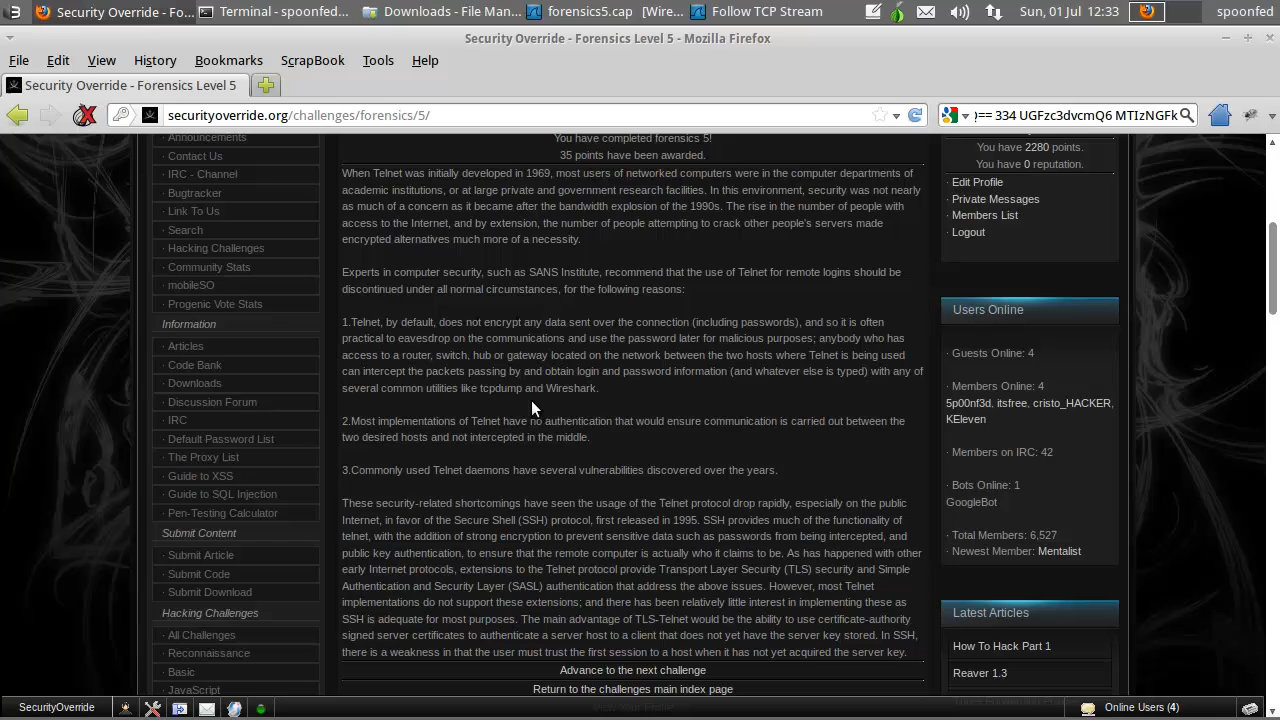 Security Override - Fo...
Terminal - spoonfed...
Downloads - File Man...
forensics5.cap [Wire...
Follow TCP Stream
Sun, 01 Jul 12:33
spoonfed
Security Override - Forensics Level 5 - Mozilla Firefox
File Edit View History Bookmarks ScrapBook Tools Help
Security Override - Forensics Level 5
securityoverride.org/challenges/forensics/5/
)== 334 UGFzc3dvcmQ6 MTIzNGFk
· Announcements
· Contact Us
· IRC - Channel
· Bugtracker
· Link To Us
· Search
· Hacking Challenges
· Community Stats
· mobileSO
· Progenic Vote Stats
Information
· Articles
· Code Bank
· Downloads
· Discussion Forum
· IRC
· Default Password List
· The Proxy List
· Guide to XSS
· Guide to SQL Injection
· Pen-Testing Calculator
Submit Content
· Submit Article
· Submit Code
· Submit Download
Hacking Challenges
· All Challenges
· Reconnaissance
· Basic
· JavaScript
You have completed forensics 5!
35 points have been awarded.
When Telnet was initially developed in 1969, most users of networked computers were in the computer departments of
academic institutions, or at large private and government research facilities. In this environment, security was not nearly
as much of a concern as it became after the bandwidth explosion of the 1990s. The rise in the number of people with
access to the Internet, and by extension, the number of people attempting to crack other people's servers made
encrypted alternatives much more of a necessity.
Experts in computer security, such as SANS Institute, recommend that the use of Telnet for remote logins should be
discontinued under all normal circumstances, for the following reasons:
1.Telnet, by default, does not encrypt any data sent over the connection (including passwords), and so it is often
practical to eavesdrop on the communications and use the password later for malicious purposes; anybody who has
access to a router, switch, hub or gateway located on the network between the two hosts where Telnet is being used
can intercept the packets passing by and obtain login and password information (and whatever else is typed) with any of
several common utilities like tcpdump and Wireshark.
2.Most implementations of Telnet have no authentication that would ensure communication is carried out between the
two desired hosts and not intercepted in the middle.
3.Commonly used Telnet daemons have several vulnerabilities discovered over the years.
These security-related shortcomings have seen the usage of the Telnet protocol drop rapidly, especially on the public
Internet, in favor of the Secure Shell (SSH) protocol, first released in 1995. SSH provides much of the functionality of
telnet, with the addition of strong encryption to prevent sensitive data such as passwords from being intercepted, and
public key authentication, to ensure that the remote computer is actually who it claims to be. As has happened with other
early Internet protocols, extensions to the Telnet protocol provide Transport Layer Security (TLS) security and Simple
Authentication and Security Layer (SASL) authentication that address the above issues. However, most Telnet
implementations do not support these extensions; and there has been relatively little interest in implementing these as
SSH is adequate for most purposes. The main advantage of TLS-Telnet would be the ability to use certificate-authority
signed server certificates to authenticate a server host to a client that does not yet have the server key stored. In SSH,
there is a weakness in that the user must trust the first session to a host when it has not yet acquired the server key.
Advance to the next challenge
Return to the challenges main index page
You have 2280 points.
You have 0 reputation.
· Edit Profile
· Private Messages
· Members List
· Logout
Users Online
· Guests Online: 4
· Members Online: 4
5p00nf3d, itsfree, cristo_HACKER,
KEleven
· Members on IRC: 42
· Bots Online: 1
GoogleBot
· Total Members: 6,527
· Newest Member: Mentalist
Latest Articles
How To Hack Part 1
Reaver 1.3
SecurityOverride
Online Users (4)